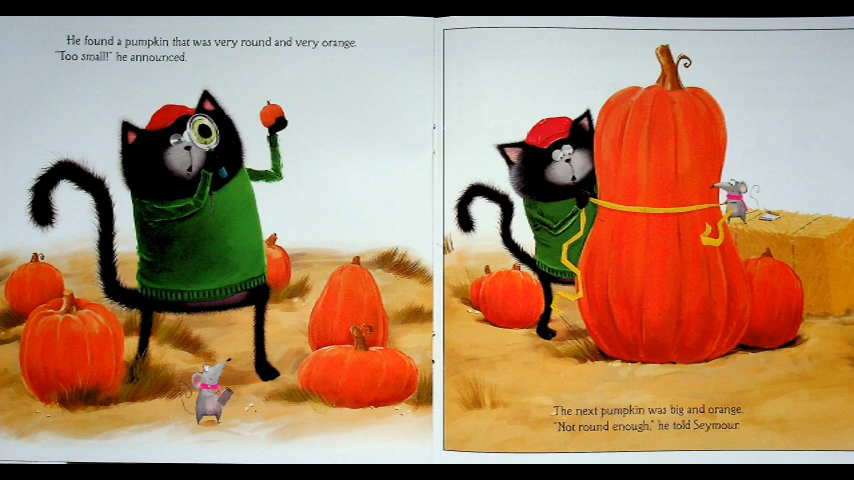 He found a pumpkin that was very round and very orange.
"Too small!" he announced.
The next pumpkin was big and orange.
"Not round enough," he told Seymour.